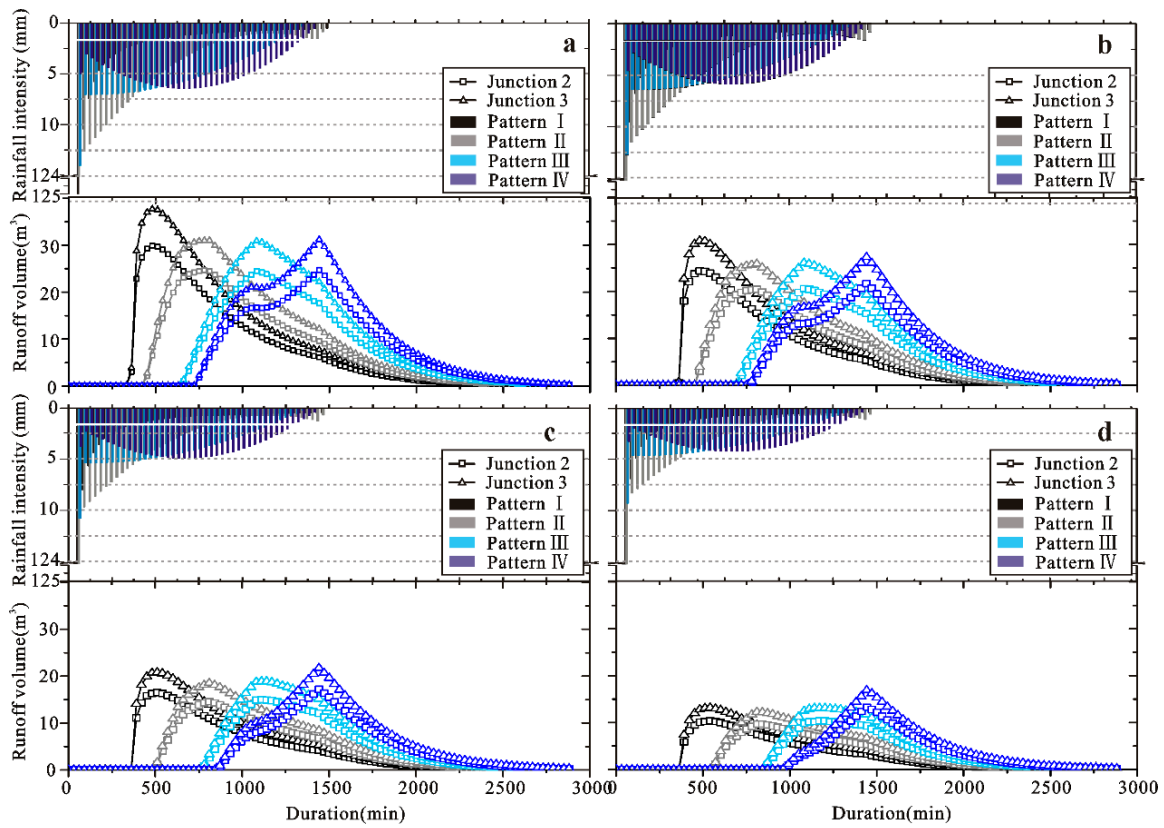 Rainfall intensity (mm)
0
5
10
124
125
a
Junction 2
Junction 3
Pattern I
Pattern II
Pattern III
Pattern IV
0
b
Junction 2
Junction 3
Pattern I
Pattern II
Pattern III
Pattern IV
Runoff volume(m³)
30
20
10
0
Rainfall intensity (mm)
0
5
10
124
125
c
Junction 2
Junction 3
Pattern I
Pattern II
Pattern III
Pattern IV
d
Junction 2
Junction 3
Pattern I
Pattern II
Pattern III
Pattern IV
Runoff volume(m³)
30
20
10
0
0 500 1000 1500 2000 2500 3000
500 1000 1500 2000 2500 3000
Duration(min)
Duration(min)